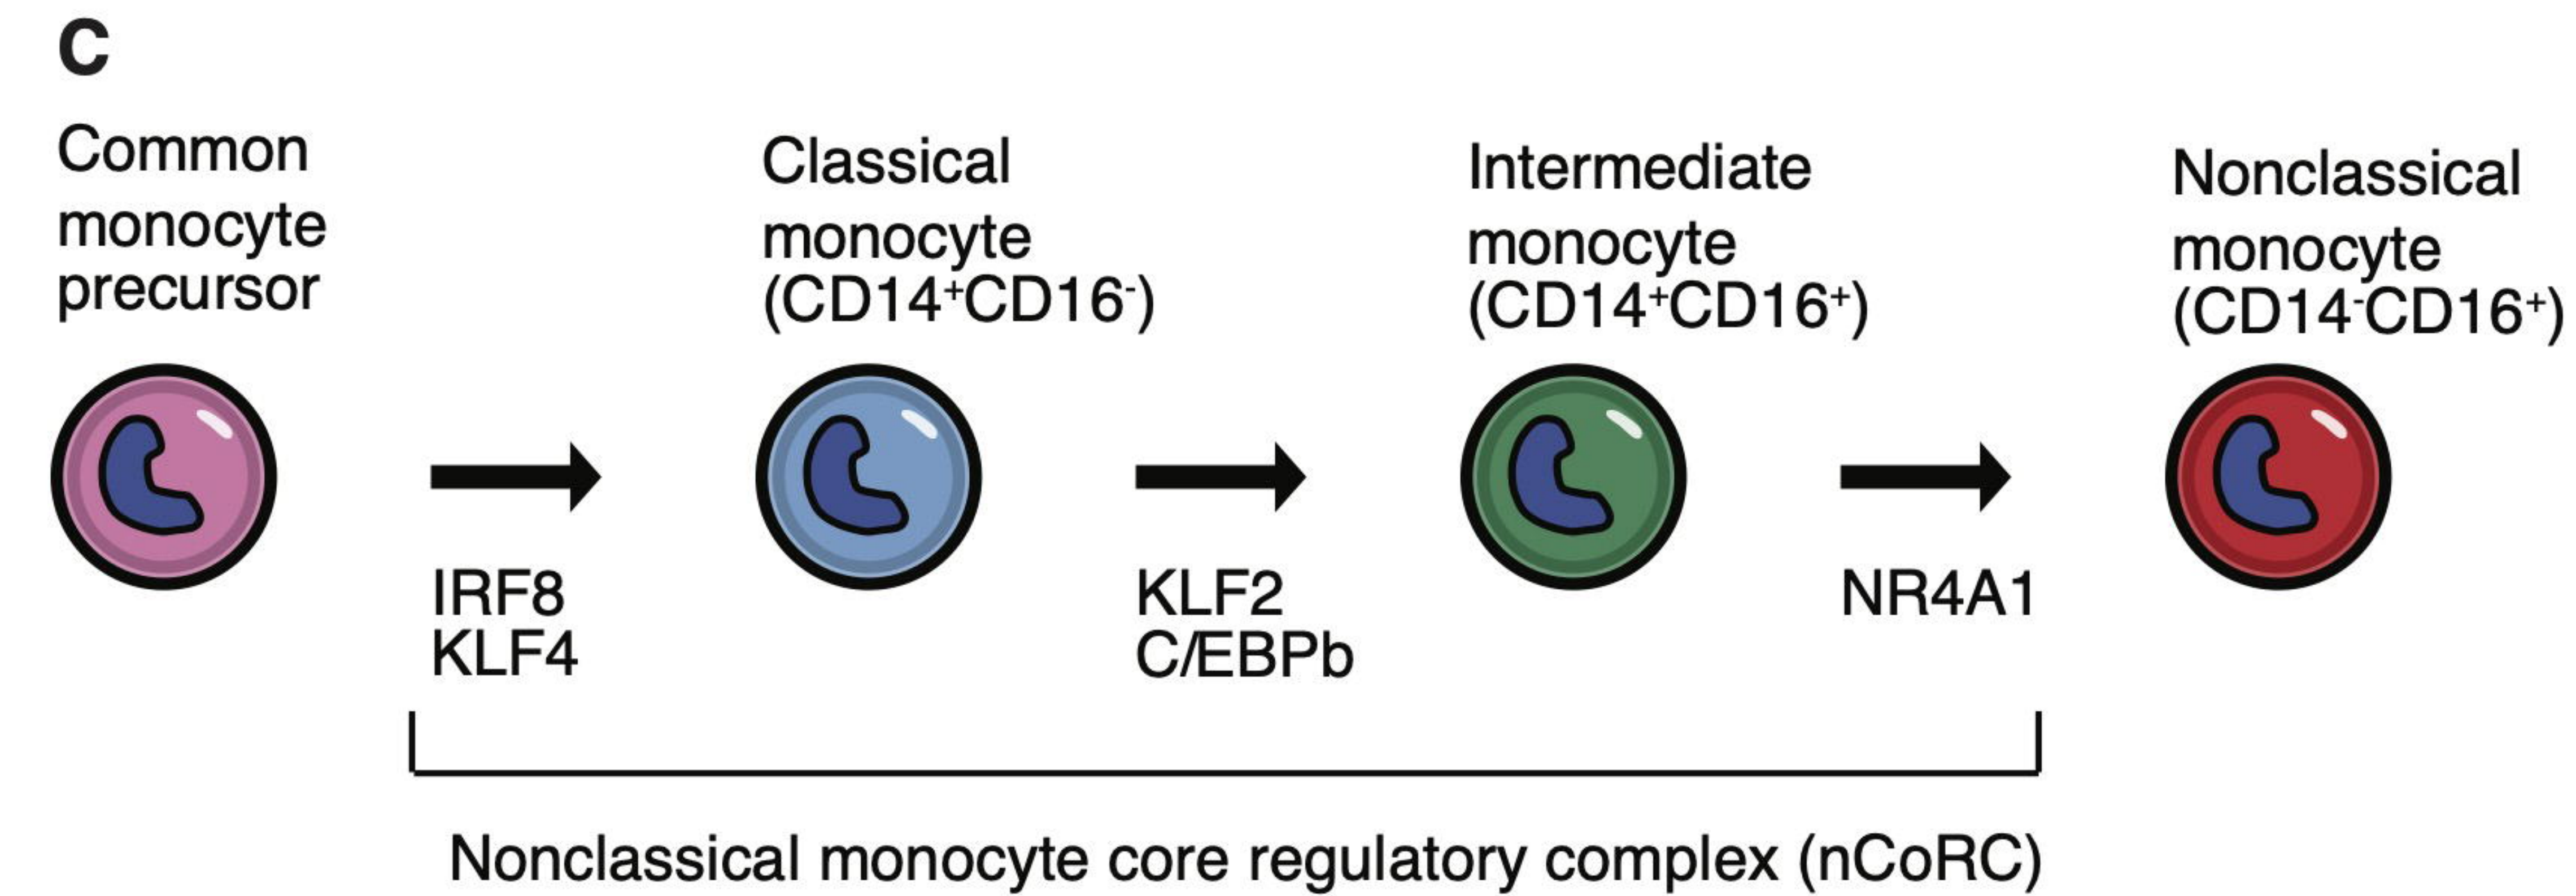 C
Common
monocyte
precursor
Classical
monocyte
(CD14⁺CD16⁻)
Intermediate
monocyte
(CD14⁺CD16⁺)
Nonclassical
monocyte
(CD14⁻CD16⁺)
IRF8
KLF4
KLF2
C/EBPb
NR4A1
Nonclassical monocyte core regulatory complex (nCoRC)